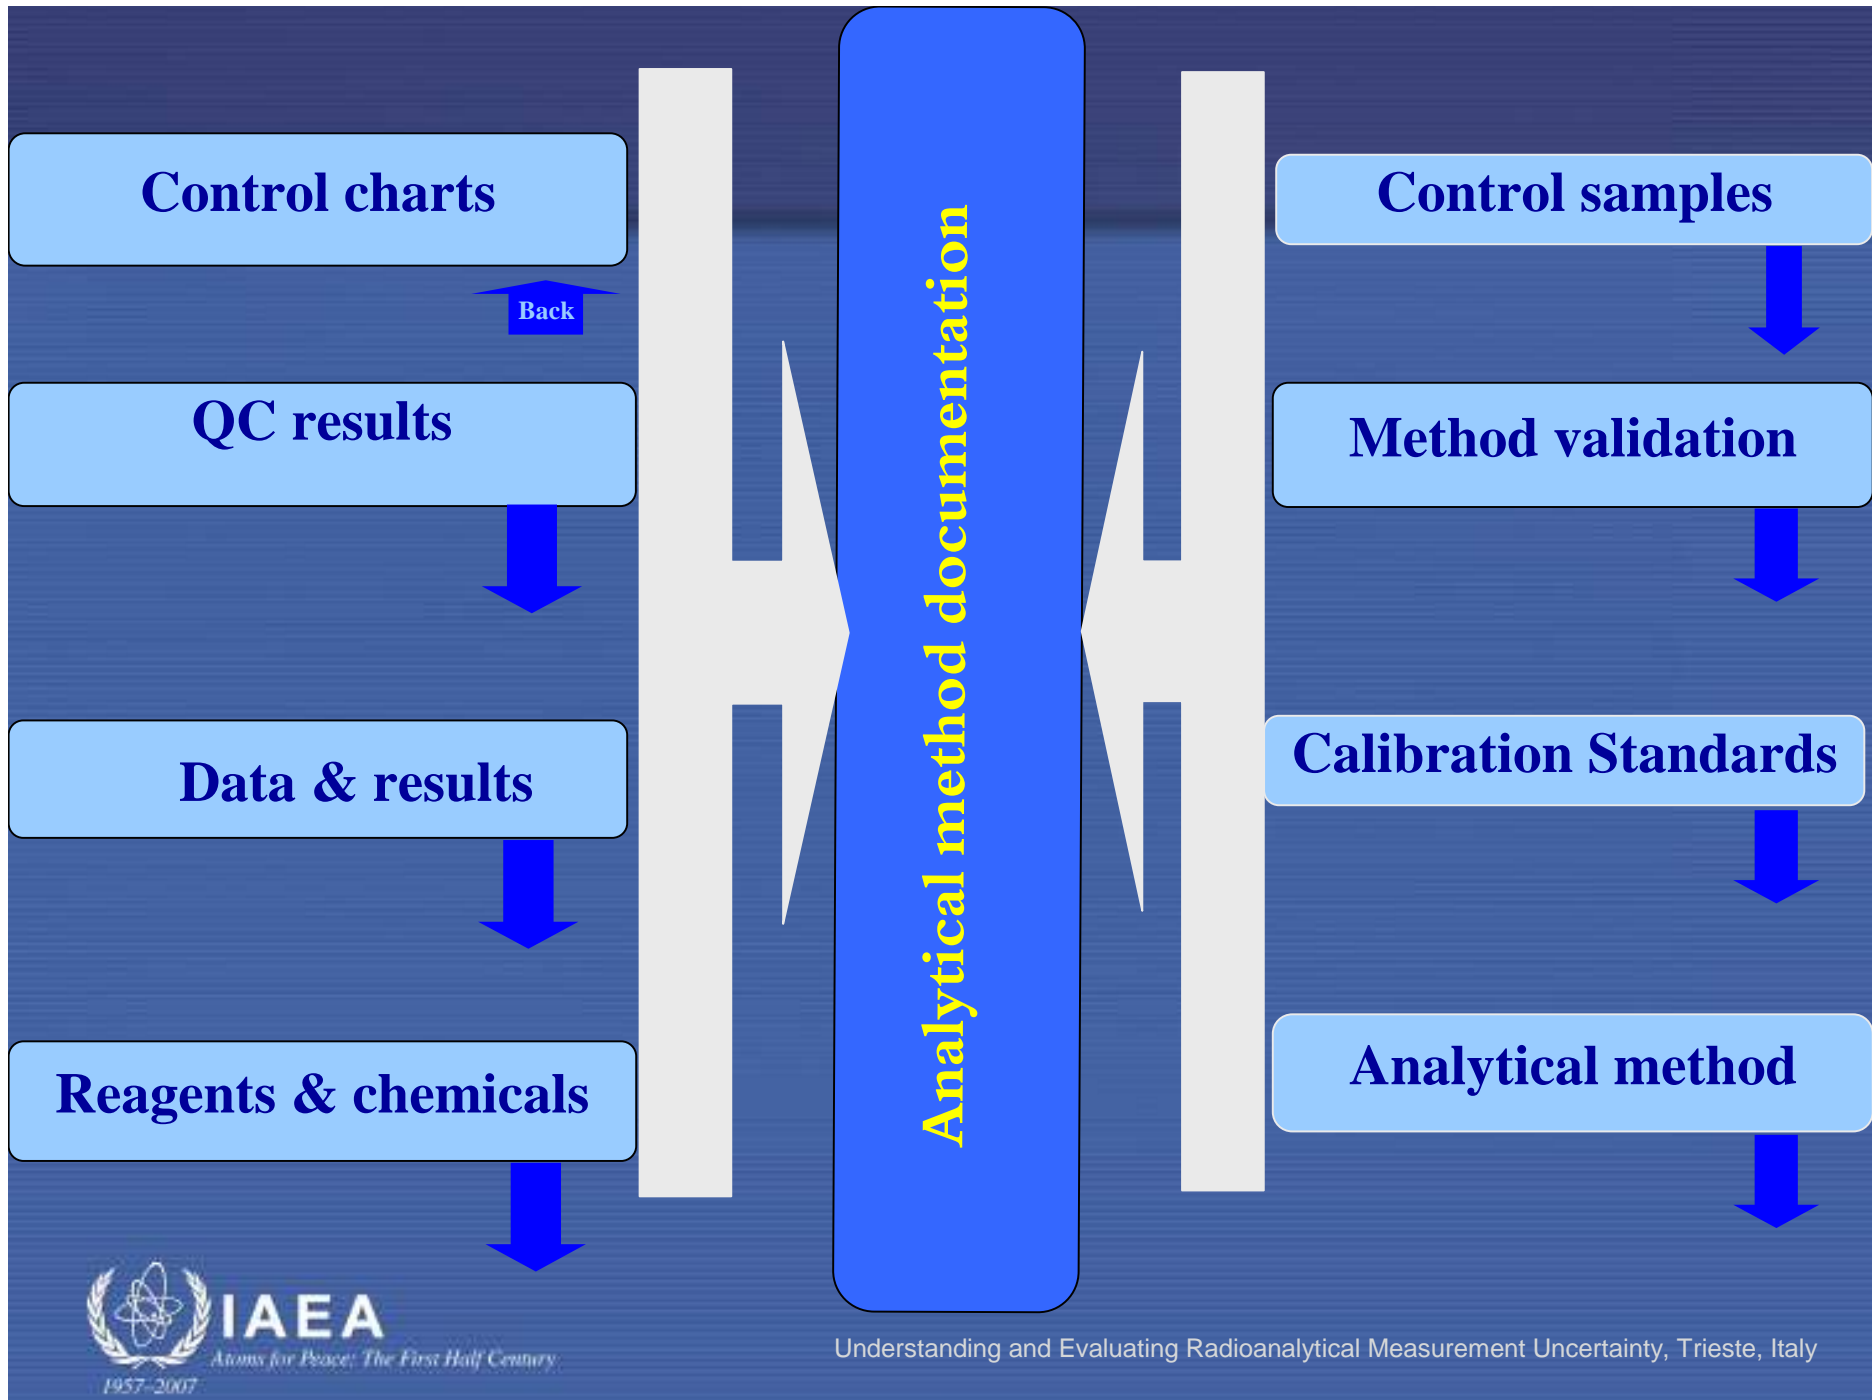 Control charts
Back
QC results
Data & results
Reagents & chemicals
Analytical method documentation
Control samples
Method validation
Calibration Standards
Analytical method
IAEA
Atoms for Peace: The First Half Century
1957–2007
Understanding and Evaluating Radioanalytical Measurement Uncertainty, Trieste, Italy